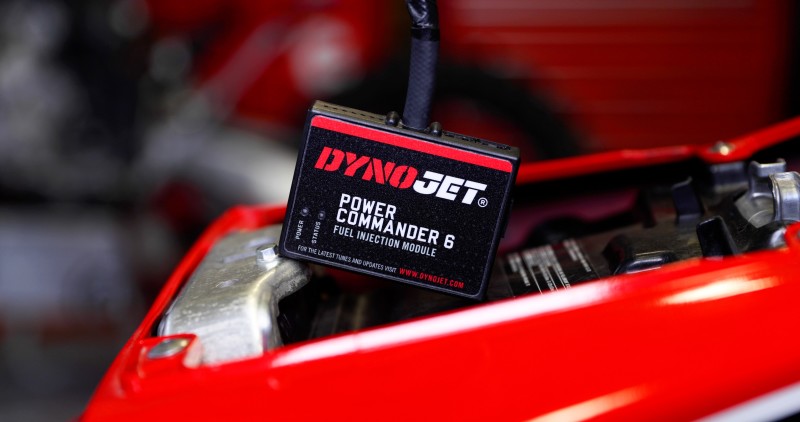 DYNOJET®
POWER
COMMANDER 6
FUEL INJECTION MODULE
POWER
STATUS
FOR THE LATEST TUNES AND UPDATES VISIT WWW.DYNOJET.COM